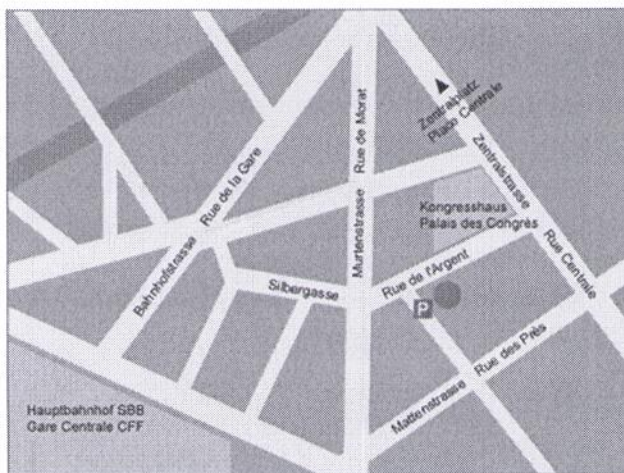 Zentralplatz
Place Centrale
Rue de Morat
Zentralstrasse
Rue de la Gare
Kongresshaus
Palais des Congrès
Bahnhofstrasse
Murtenstrasse
Rue Centrale
Silbergasse
Rue de l'Argent
P
Rue des Près
Mattenstrasse
Hauptbahnhof SBB
Gare Centrale CFF